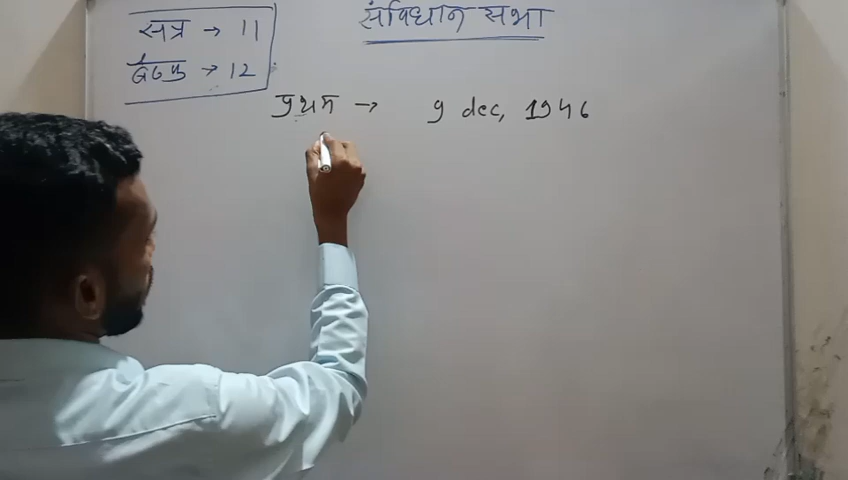 संविधान सभा
सत्र → 11
बैठक → 12
प्रथम → 9 dec, 1946